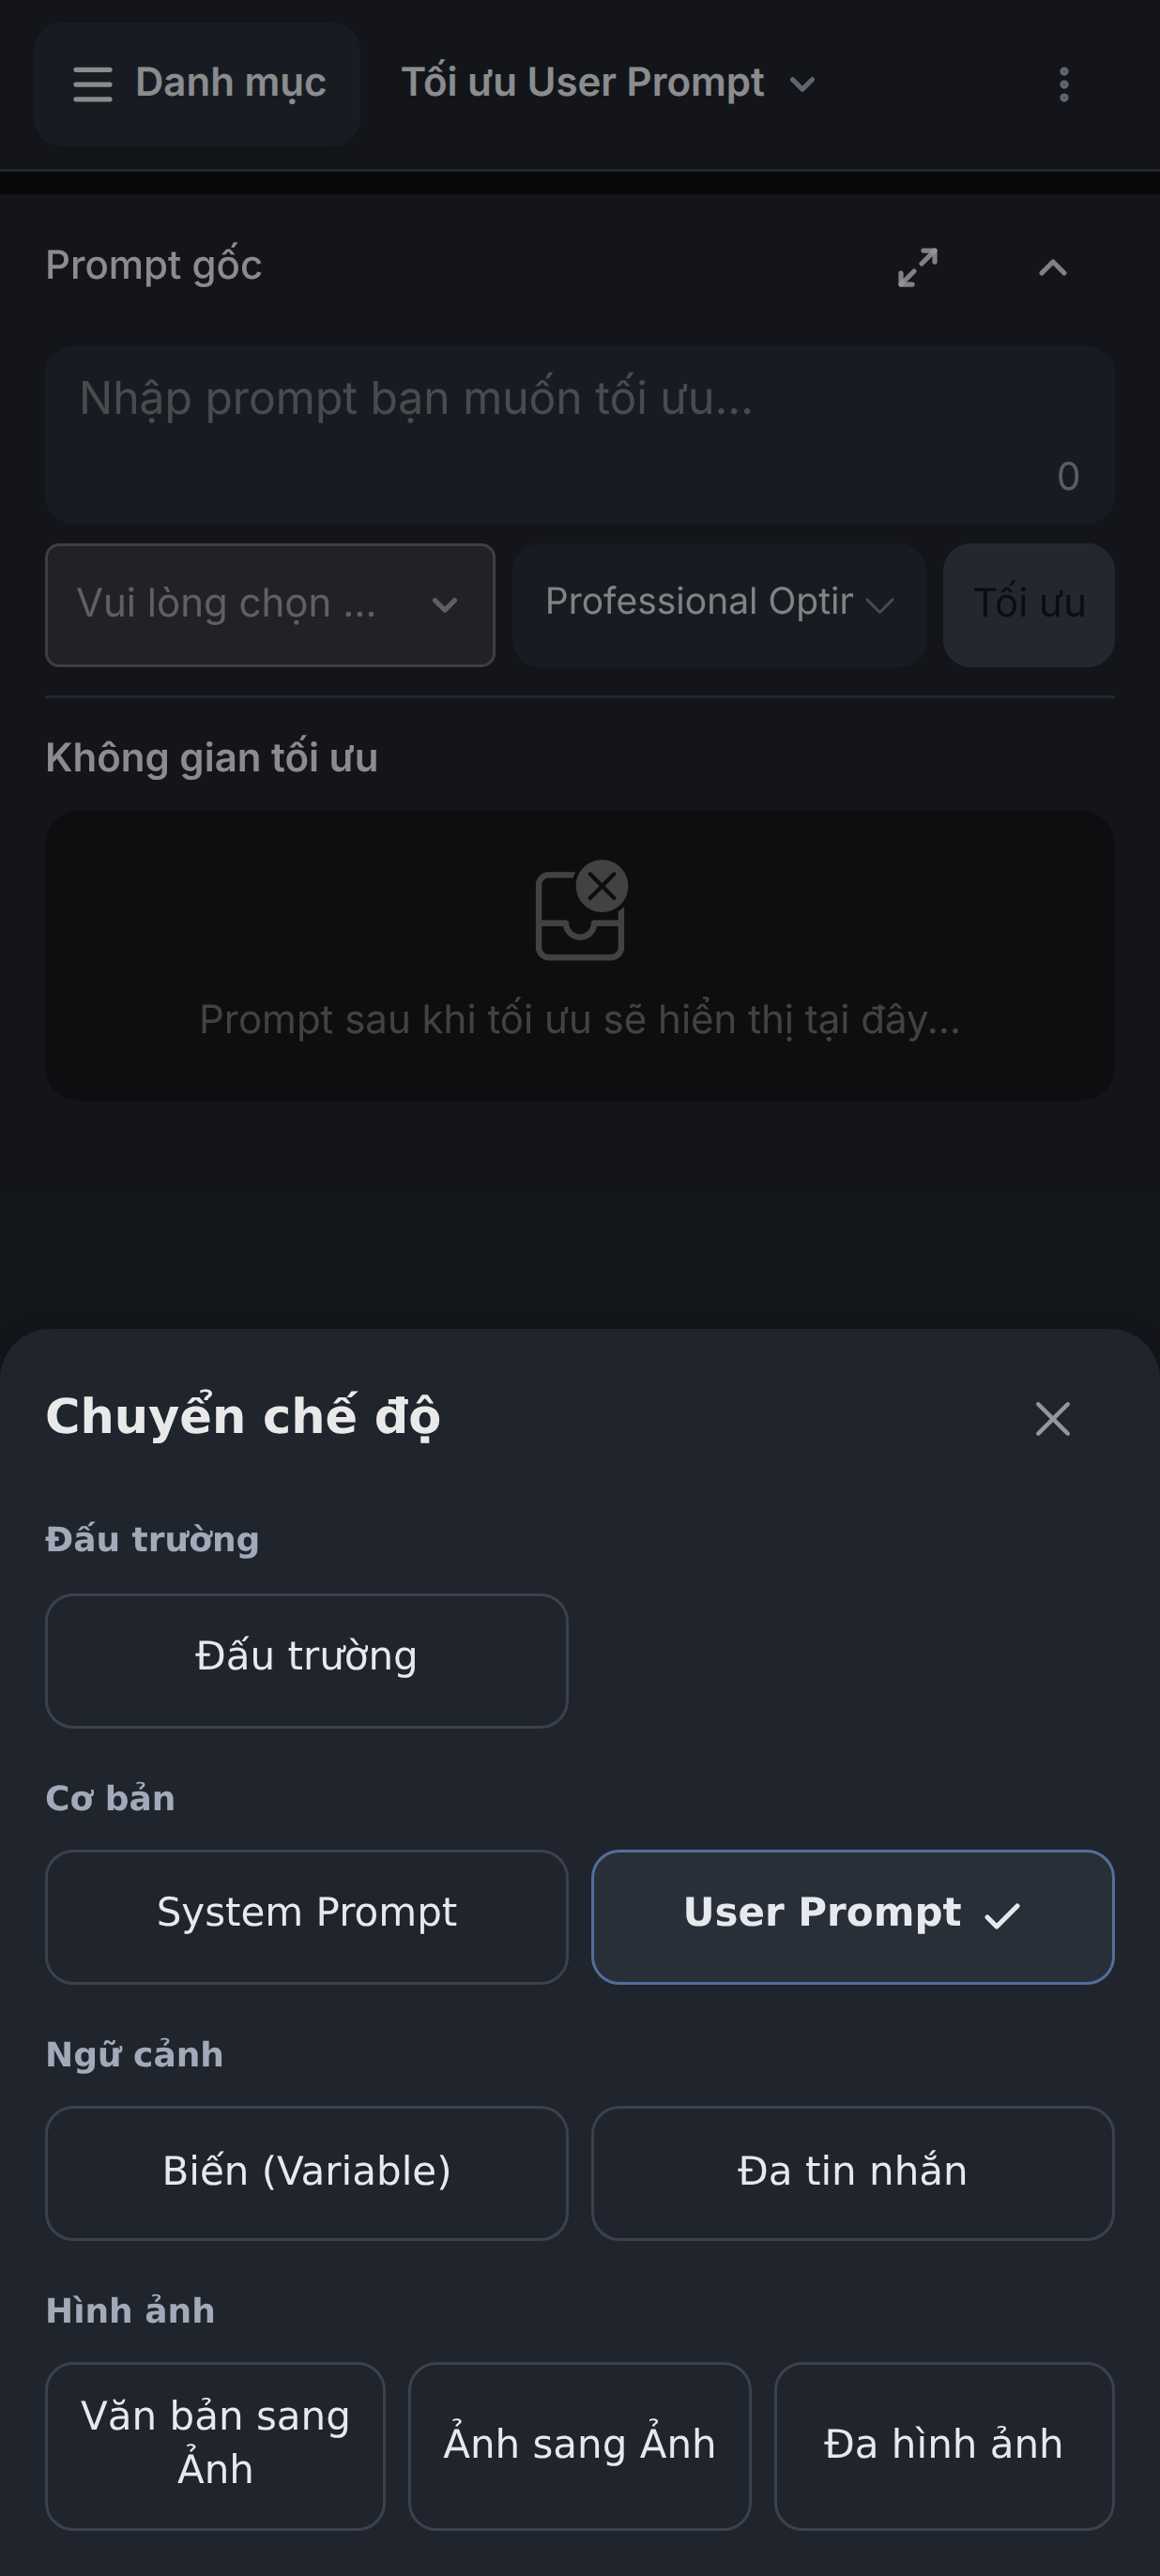 Danh mục
Tối ưu User Prompt
Prompt gốc
Nhập prompt bạn muốn tối ưu...
0
Vui lòng chọn ...
Professional Optir
Tối ưu
Không gian tối ưu
Prompt sau khi tối ưu sẽ hiển thị tại đây...
Chuyển chế độ
Đấu trường
Đấu trường
Cơ bản
System Prompt
User Prompt
Ngữ cảnh
Biến (Variable)
Đa tin nhắn
Hình ảnh
Văn bản sang
Ảnh
Ảnh sang Ảnh
Đa hình ảnh